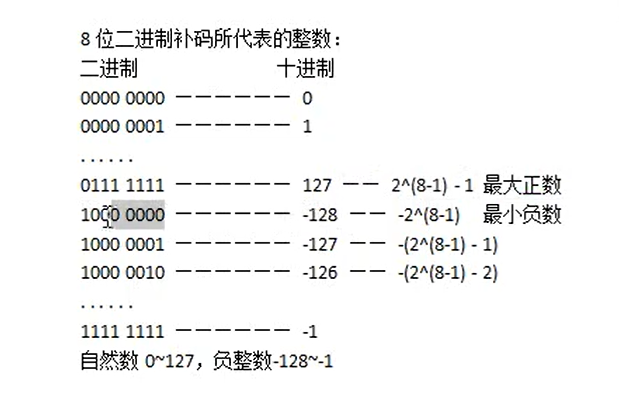 8 位二进制补码所代表的整数：
二进制 十进制
0000 0000 —————— 0
0000 0001 —————— 1
······
0111 1111 —————— 127 —— 2^(8-1) - 1 最大正数
1000 0000 —————— -128 —— -2^(8-1) 最小负数
1000 0001 —————— -127 —— -(2^(8-1) - 1)
1000 0010 —————— -126 —— -(2^(8-1) - 2)
······
1111 1111 —————— -1
自然数 0~127，负整数-128~-1